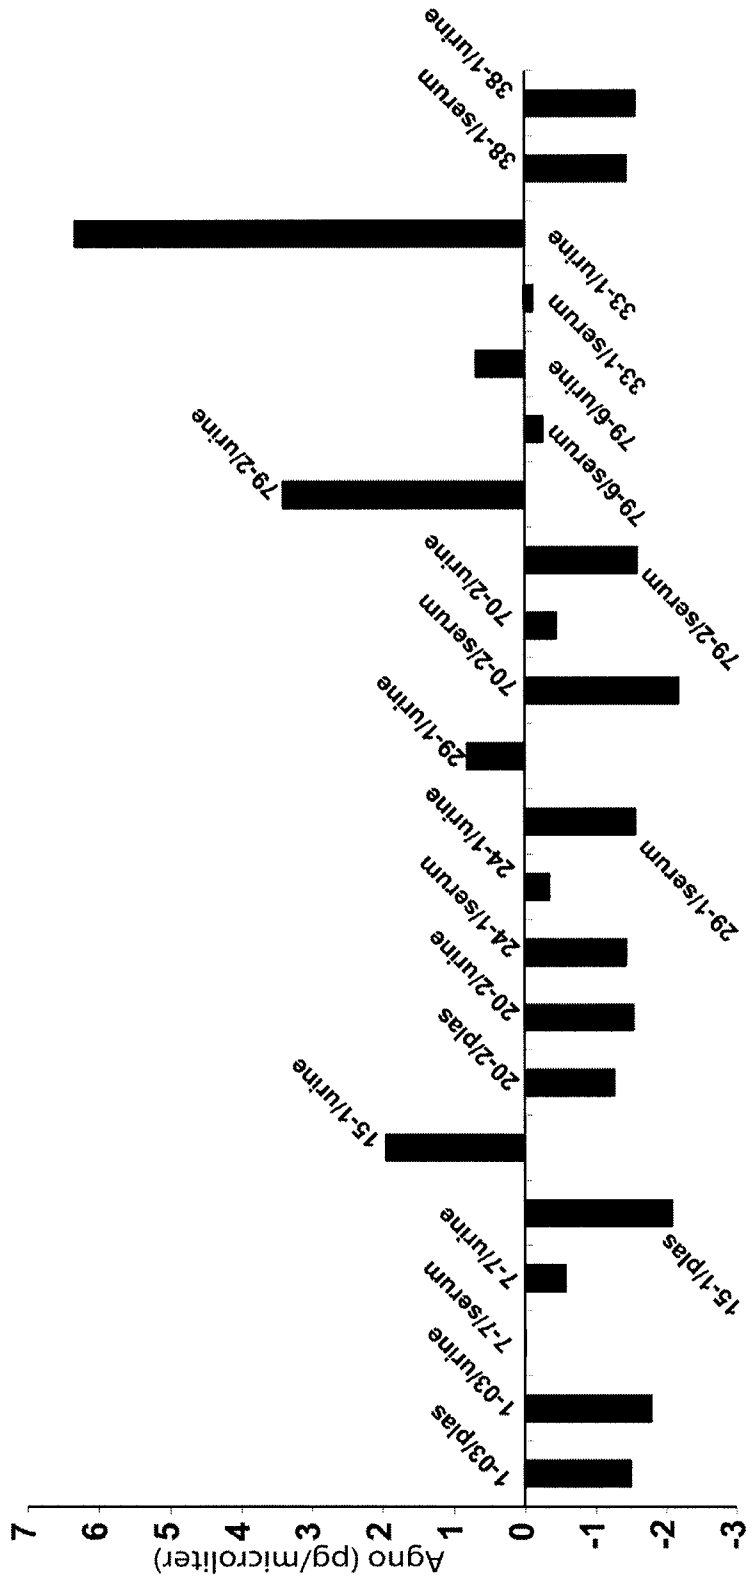 Agno (pg/microliter)
7
6
5
4
3
2
1
0
-1
-2
-3
1-03/plas
1-03/urine
7-7/serum
7-7/urine
15-1/plas
15-1/urine
20-2/plas
20-2/urine
24-1/serum
24-1/urine
29-1/serum
29-1/urine
70-2/serum
70-2/urine
79-2/serum
79-2/urine
79-6/serum
79-6/urine
33-1/serum
33-1/urine
38-1/serum
38-1/urine